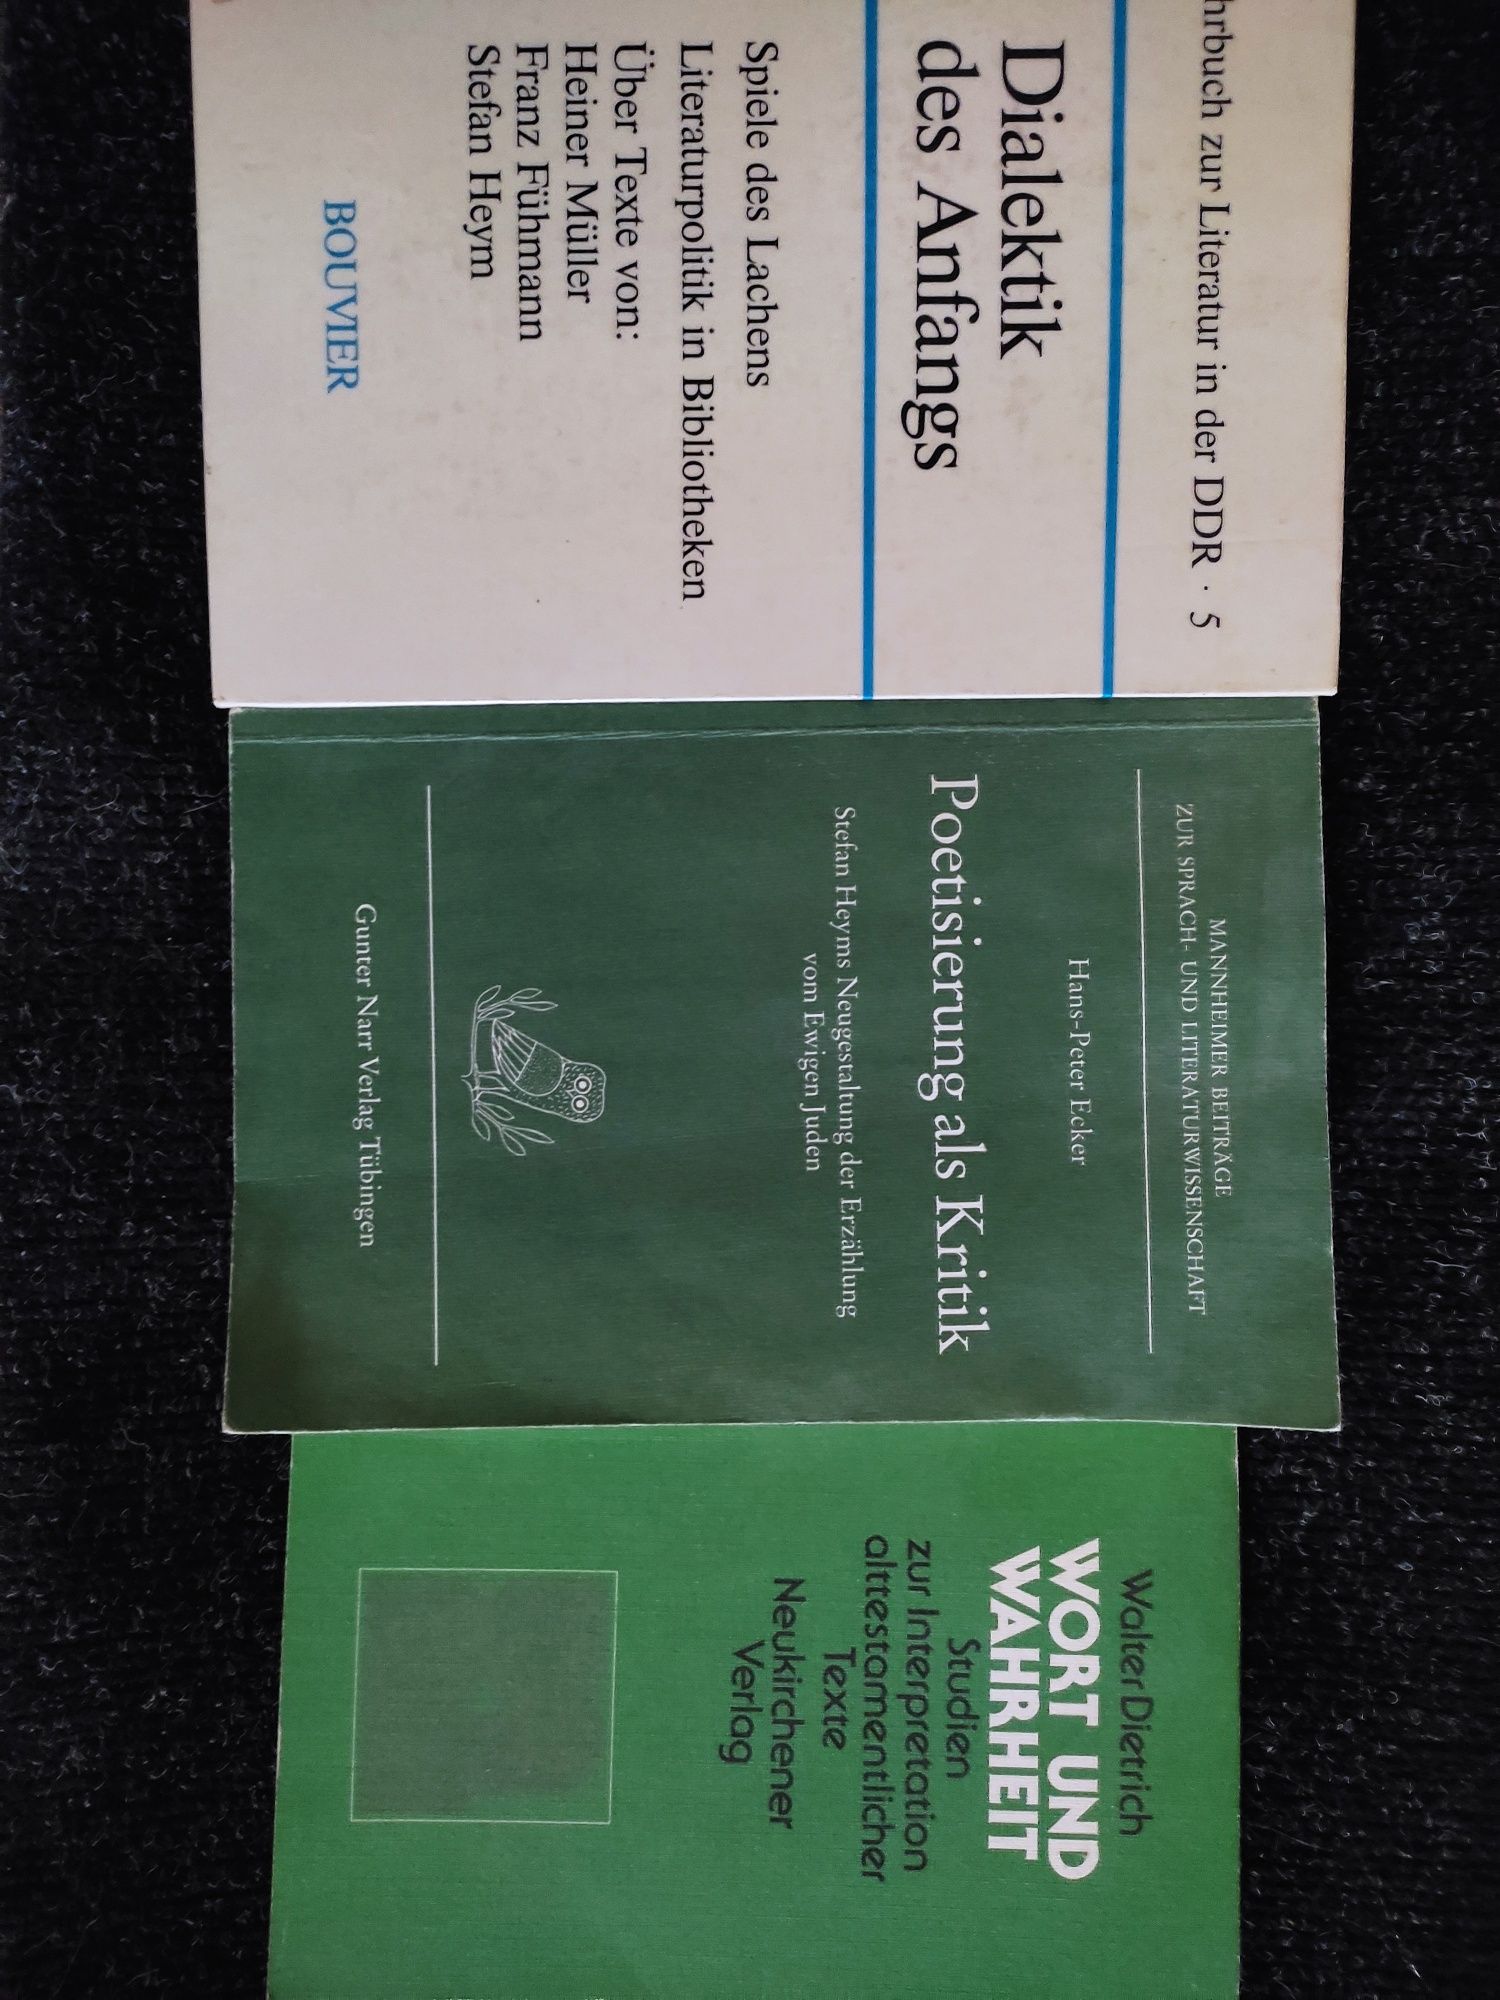 hrbuch zur Literatur in der DDR · 5
Dialektik
des Anfangs
Spiele des Lachens
Literaturpolitik in Bibliotheken
Über Texte von:
Heiner Müller
Franz Fühmann
Stefan Heym
BOUVIER
MANNHEIMER BEITRÄGE
ZUR SPRACH- UND LITERATURWISSENSCHAFT
Hans-Peter Ecker
Poetisierung als Kritik
Stefan Heyms Neugestaltung der Erzählung
vom Ewigen Juden
Gunter Narr Verlag Tübingen
Walter Dietrich
WORT UND
WAHRHEIT
Studien
zur Interpretation
alttestamentlicher
Texte
Neukirchener
Verlag